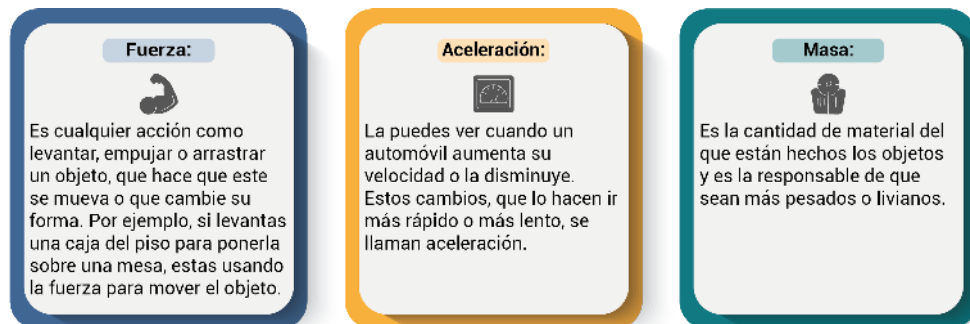 Fuerza:
Es cualquier acción como
levantar, empujar o arrastrar
un objeto, que hace que este
se mueva o que cambie su
forma. Por ejemplo, si levantas
una caja del piso para ponerla
sobre una mesa, estas usando
la fuerza para mover el objeto.
Aceleración:
La puedes ver cuando un
automóvil aumenta su
velocidad o la disminuye.
Estos cambios, que lo hacen ir
más rápido o más lento, se
llaman aceleración.
Masa:
Es la cantidad de material del
que están hechos los objetos
y es la responsable de que
sean más pesados o livianos.